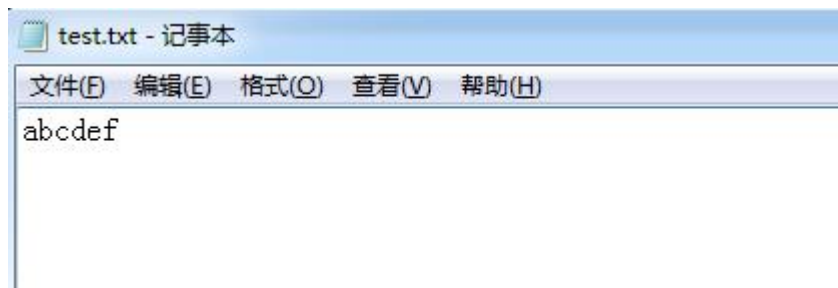 test.txt - 记事本
文件(F) 编辑(E) 格式(O) 查看(V) 帮助(H)
abcdef